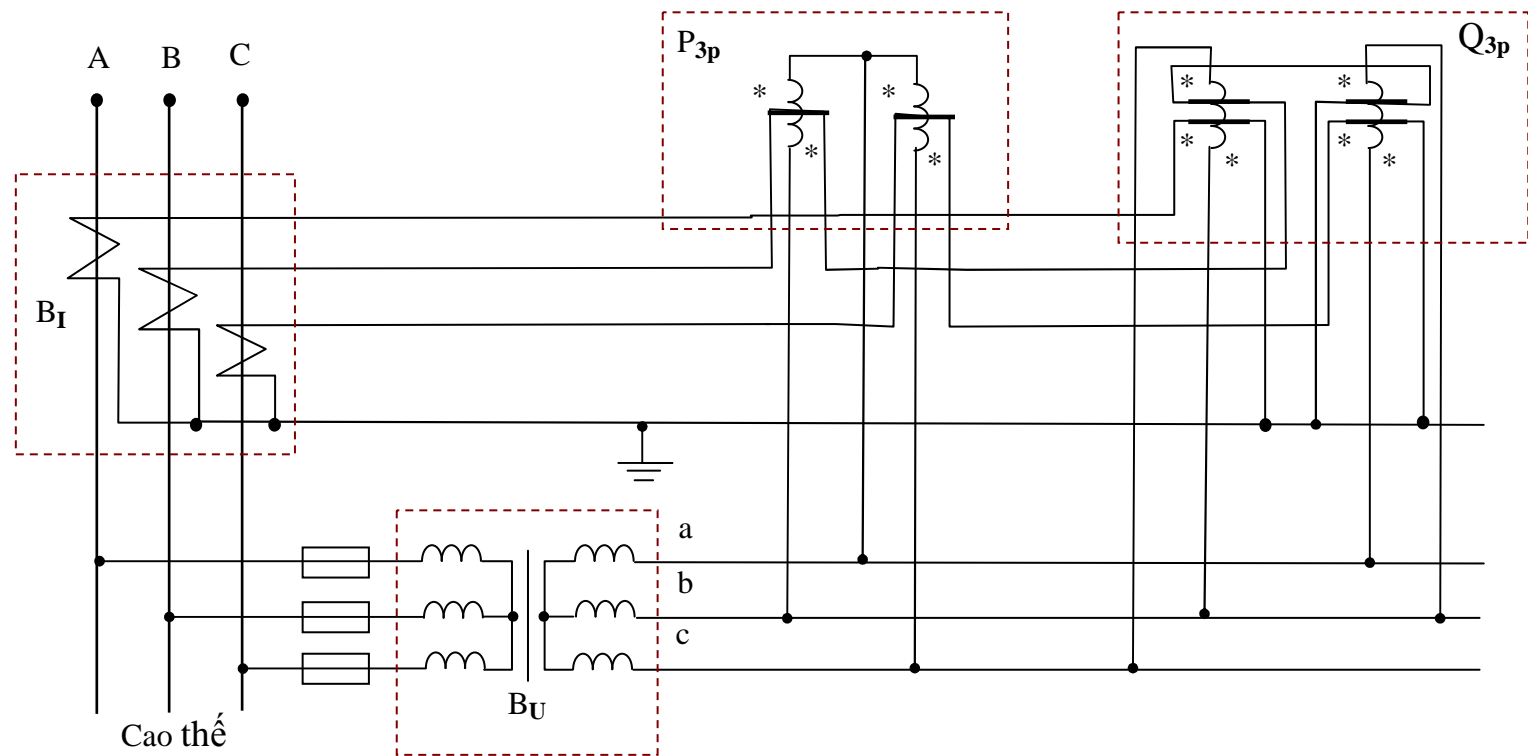 A B C
P3p
Q3p
* *
* *
* *
* * * *
BI
a
b
c
BU
Cao thế